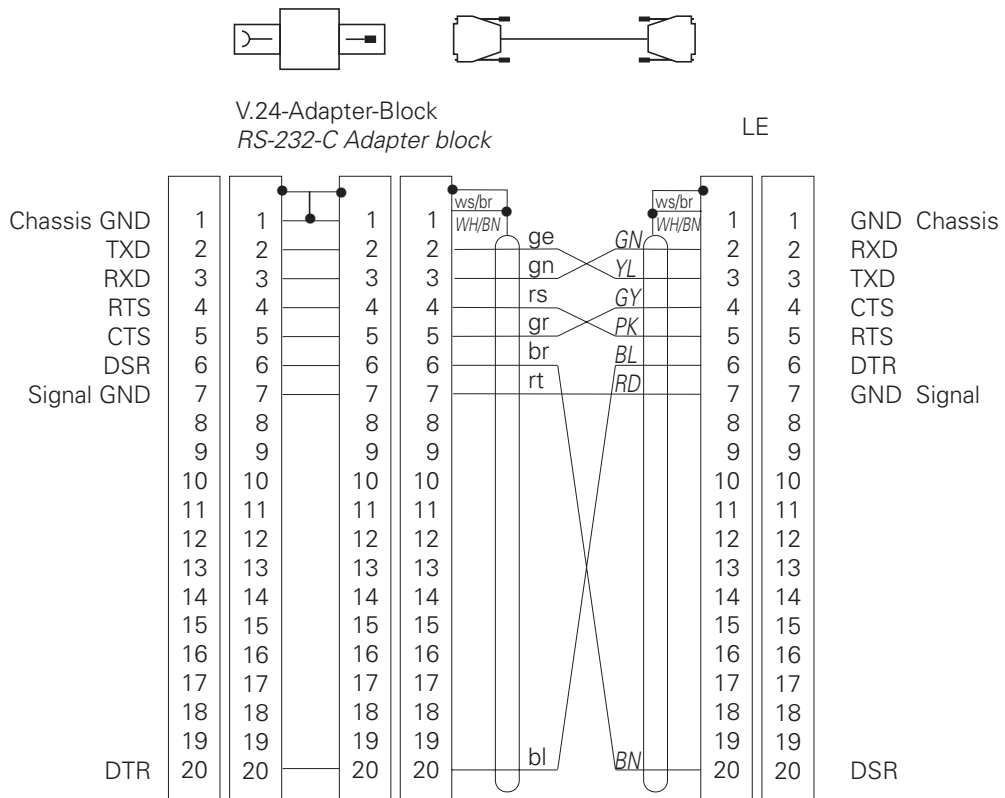 V.24-Adapter-Block
RS-232-C Adapter block
LE
ws/br ws/br
Chassis GND 1 1 1 1 WH/BN WH/BN 1 1 GND Chassis
TXD 2 2 2 2 ge GN 2 2 RXD
RXD 3 3 3 3 gn YL 3 3 TXD
RTS 4 4 4 4 rs GY 4 4 CTS
CTS 5 5 5 5 gr PK 5 5 RTS
DSR 6 6 6 6 br BL 6 6 DTR
Signal GND 7 7 7 7 rt RD 7 7 GND Signal
8 8 8 8 8 8
9 9 9 9 9 9
10 10 10 10 10 10
11 11 11 11 11 11
12 12 12 12 12 12
13 13 13 13 13 13
14 14 14 14 14 14
15 15 15 15 15 15
16 16 16 16 16 16
17 17 17 17 17 17
18 18 18 18 18 18
19 19 19 19 19 19
DTR 20 20 20 20 bl BN 20 20 DSR